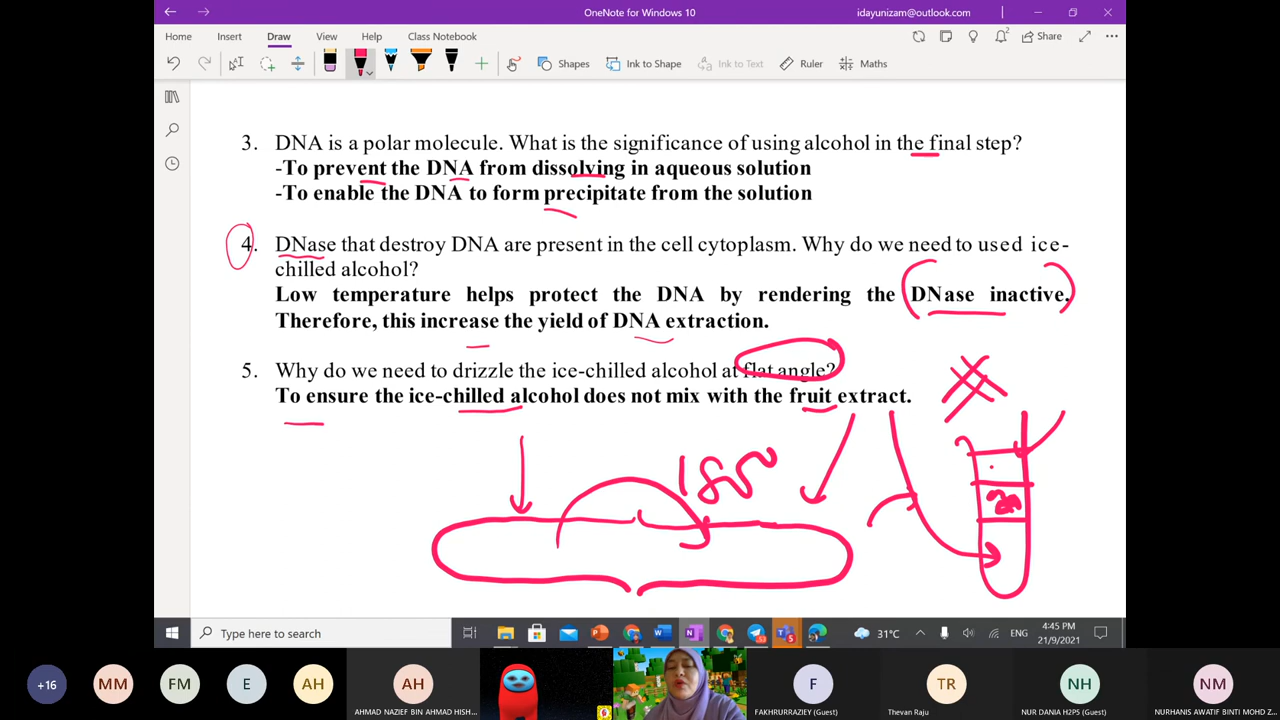 OneNote for Windows 10
idayunizam@outlook.com
Home Insert Draw View Help Class Notebook
Share
Shapes Ink to Shape Ink to Text Ruler Maths
3. DNA is a polar molecule. What is the significance of using alcohol in the final step?
-To prevent the DNA from dissolving in aqueous solution
-To enable the DNA to form precipitate from the solution
4. DNase that destroy DNA are present in the cell cytoplasm. Why do we need to used ice-
chilled alcohol?
Low temperature helps protect the DNA by rendering the DNase inactive.
Therefore, this increase the yield of DNA extraction.
5. Why do we need to drizzle the ice-chilled alcohol at flat angle?
To ensure the ice-chilled alcohol does not mix with the fruit extract.
Type here to search
31°C
ENG
4:45 PM
21/9/2021
+16 MM FM E AH AH F TR NH NM
AHMAD NAZIEF BIN AHMAD HISH...
6
FAKHRURRAZIEY (Guest)
Thevan Raju
NUR DANIA H2PS (Guest)
NURHANIS AWATIF BINTI MOHD Z...